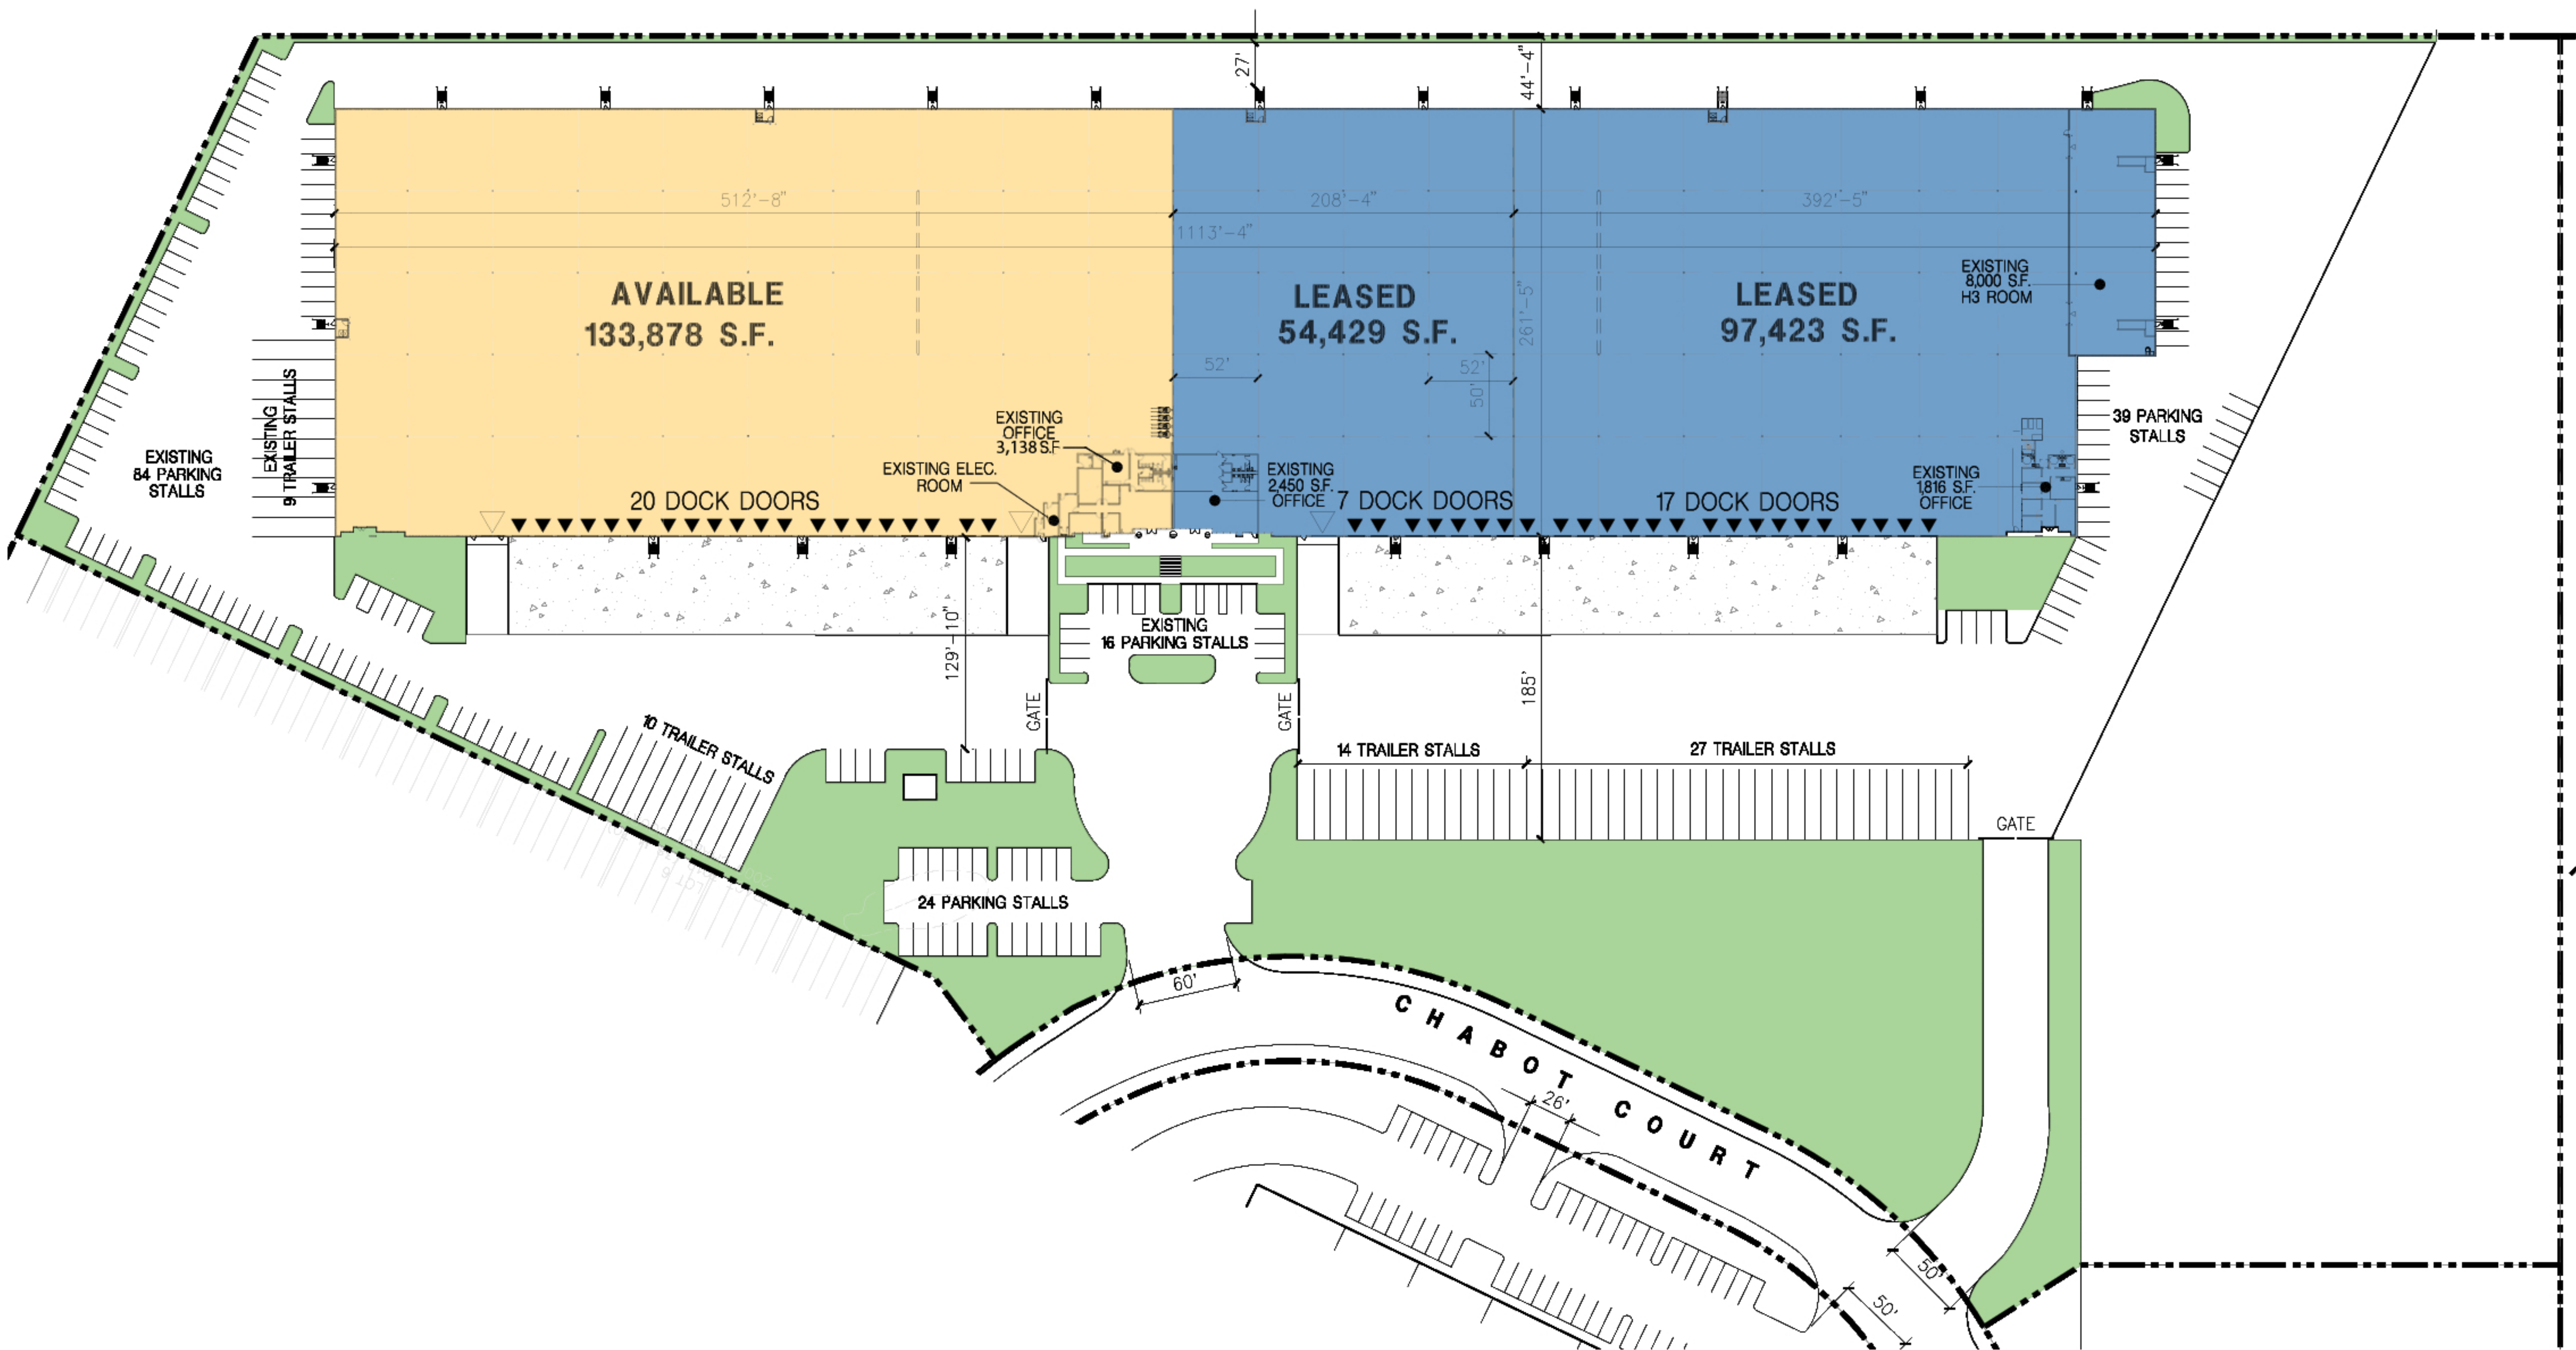 27'
44'-4"
512'-8"
208'-4"
392'-5"
1113'-4"
AVAILABLE
133,878 S.F.
LEASED
54,429 S.F.
261'-5"
LEASED
97,423 S.F.
EXISTING
8,000 S.F.
H3 ROOM
52'
52'
50'
EXISTING
9 TRAILER STALLS
EXISTING
84 PARKING
STALLS
EXISTING
OFFICE
3,138 S.F
EXISTING ELEC.
ROOM
EXISTING
2,450 S.F.
OFFICE
EXISTING
1,816 S.F.
OFFICE
39 PARKING
STALLS
20 DOCK DOORS
7 DOCK DOORS
17 DOCK DOORS
129'-10"
EXISTING
16 PARKING STALLS
GATE
GATE
185'
10 TRAILER STALLS
14 TRAILER STALLS
27 TRAILER STALLS
GATE
LOT 6
24 PARKING STALLS
60'
CHABOT COURT
26'
50'
50'